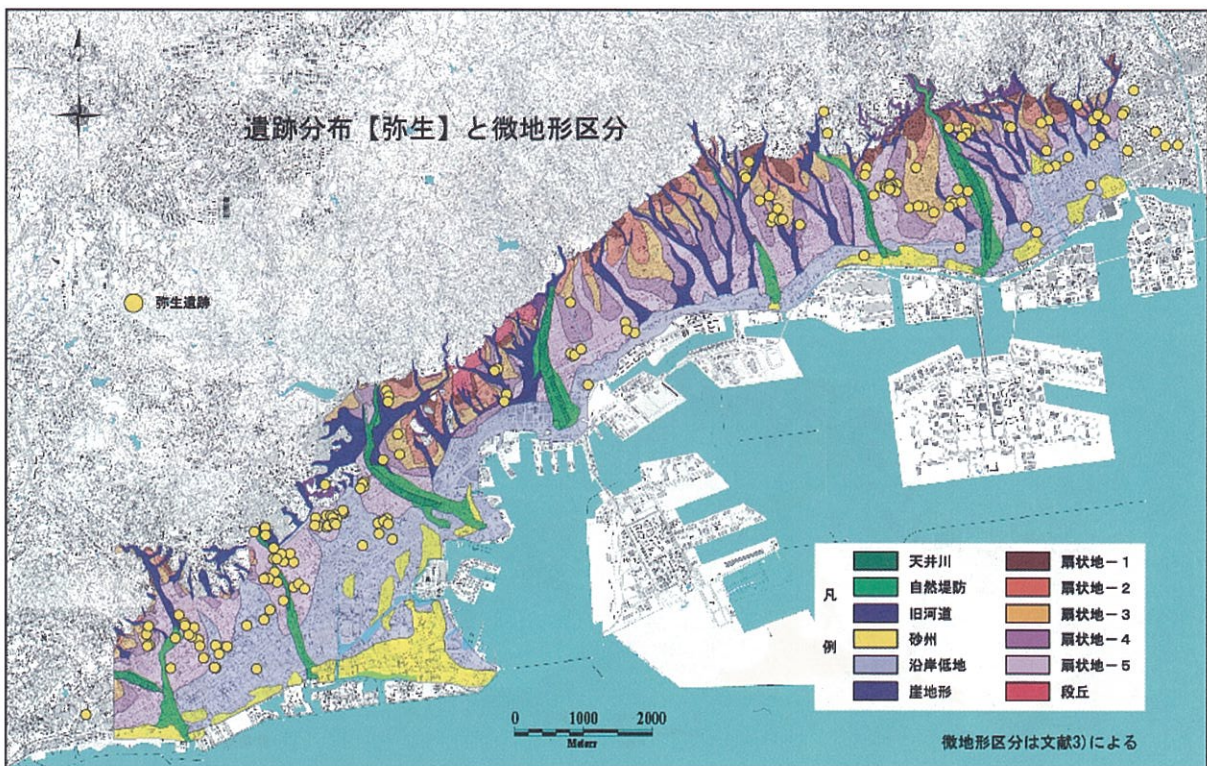 遺跡分布【弥生】と微地形区分
弥生遺跡
凡例
天井川
自然堤防
旧河道
砂州
沿岸低地
崖地形
扇状地－1
扇状地－2
扇状地－3
扇状地－4
扇状地－5
段丘
0 1000 2000
Meters
微地形区分は文献3)による